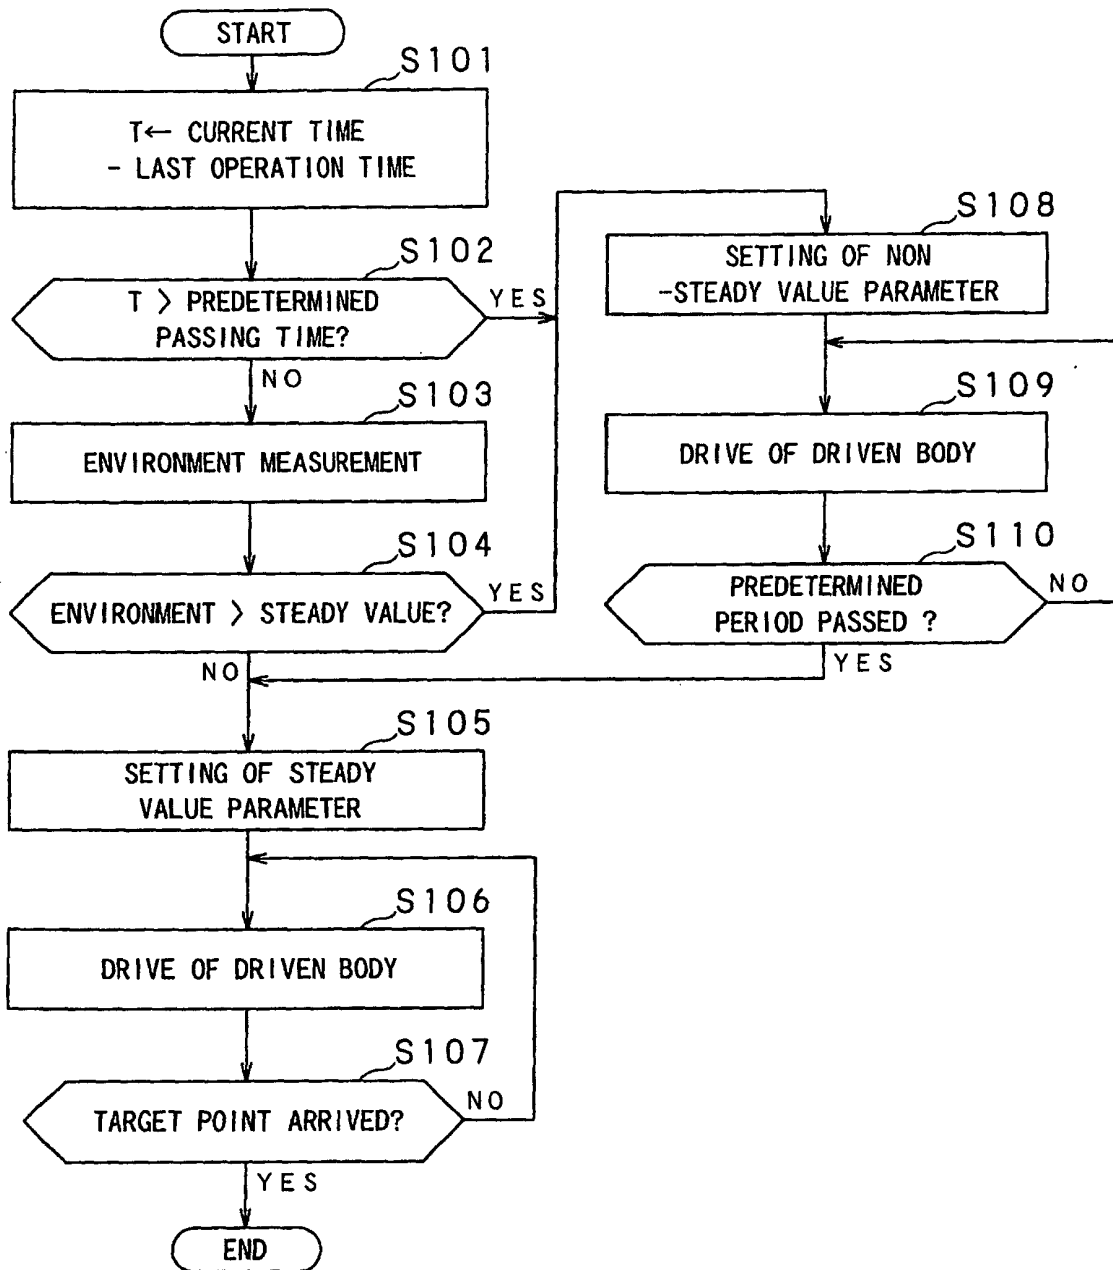 START
S101
T← CURRENT TIME
- LAST OPERATION TIME
S102
T > PREDETERMINED
PASSING TIME?
YES
NO
S103
ENVIRONMENT MEASUREMENT
S104
ENVIRONMENT > STEADY VALUE?
YES
NO
S105
SETTING OF STEADY
VALUE PARAMETER
S106
DRIVE OF DRIVEN BODY
S107
TARGET POINT ARRIVED?
NO
YES
END
S108
SETTING OF NON
-STEADY VALUE PARAMETER
S109
DRIVE OF DRIVEN BODY
S110
PREDETERMINED
PERIOD PASSED ?
NO
YES